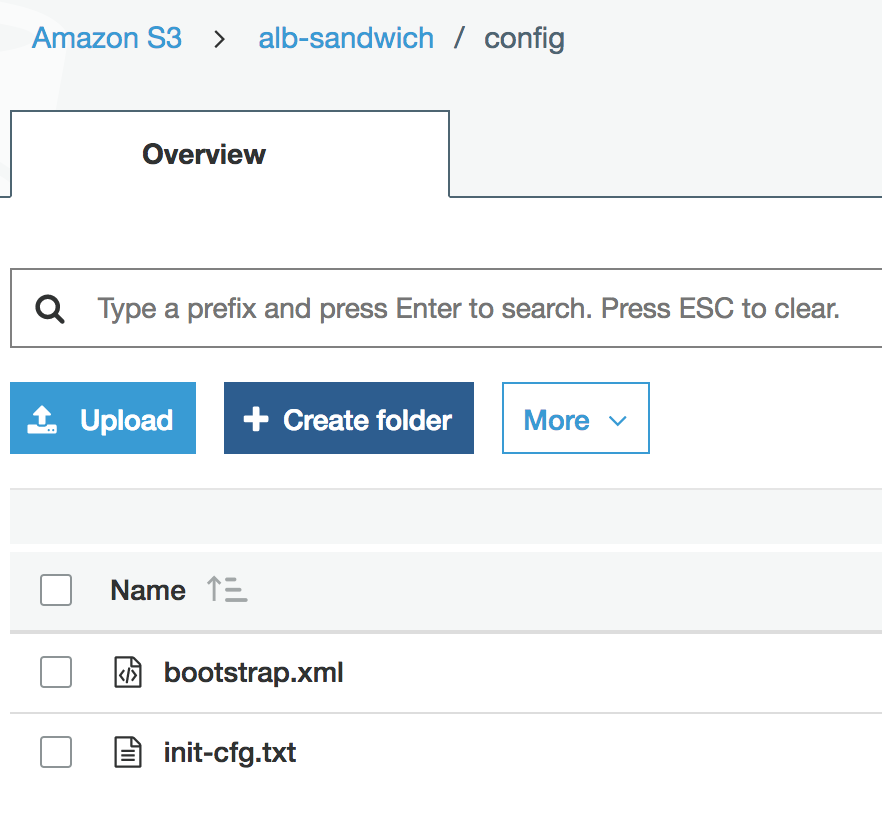 Amazon S3 > alb-sandwich / config
Overview
Type a prefix and press Enter to search. Press ESC to clear.
Upload + Create folder More
Name
bootstrap.xml
init-cfg.txt